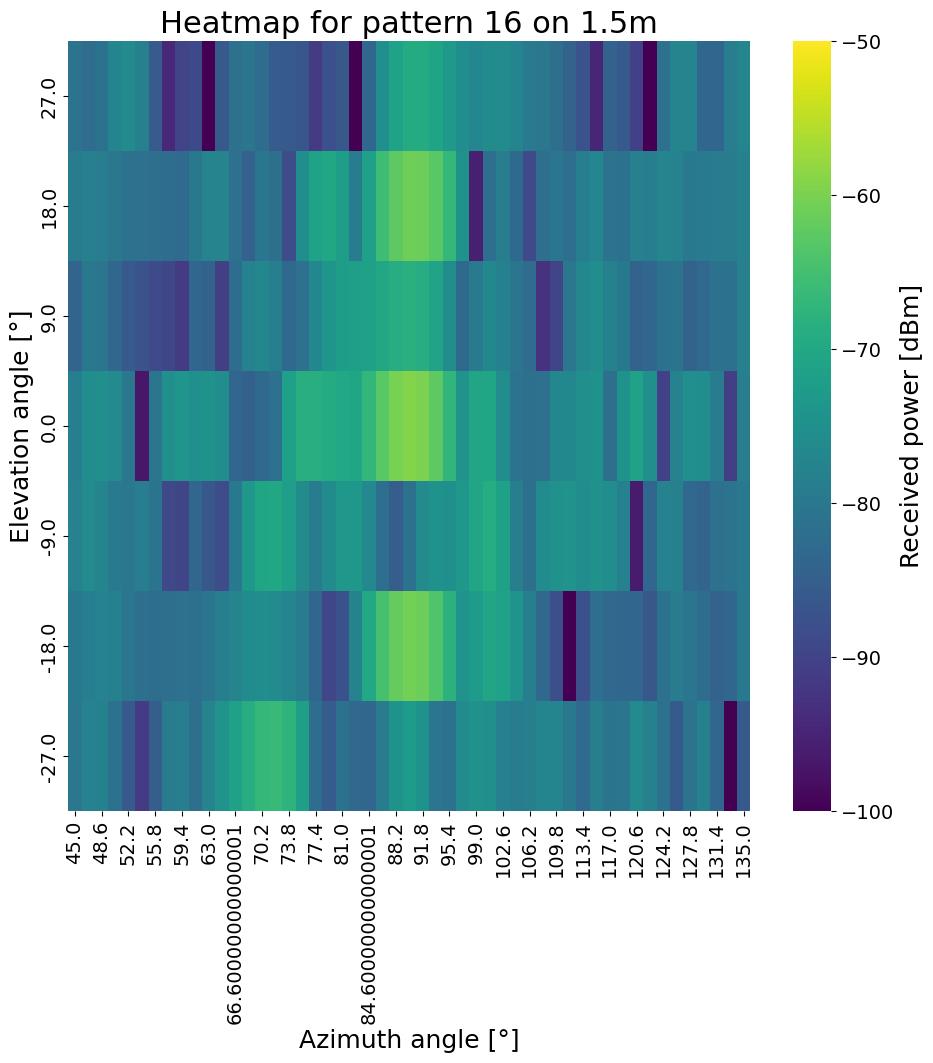 Heatmap for pattern 16 on 1.5m
Elevation angle [°]
27.0
18.0
9.0
0.0
-9.0
-18.0
-27.0
45.0 48.6 52.2 55.8 59.4 63.0 66.60000000000001 70.2 73.8 77.4 81.0 84.60000000000001 88.2 91.8 95.4 99.0 102.6 106.2 109.8 113.4 117.0 120.6 124.2 127.8 131.4 135.0
Azimuth angle [°]
−50
−60
−70
−80
−90
−100
Received power [dBm]